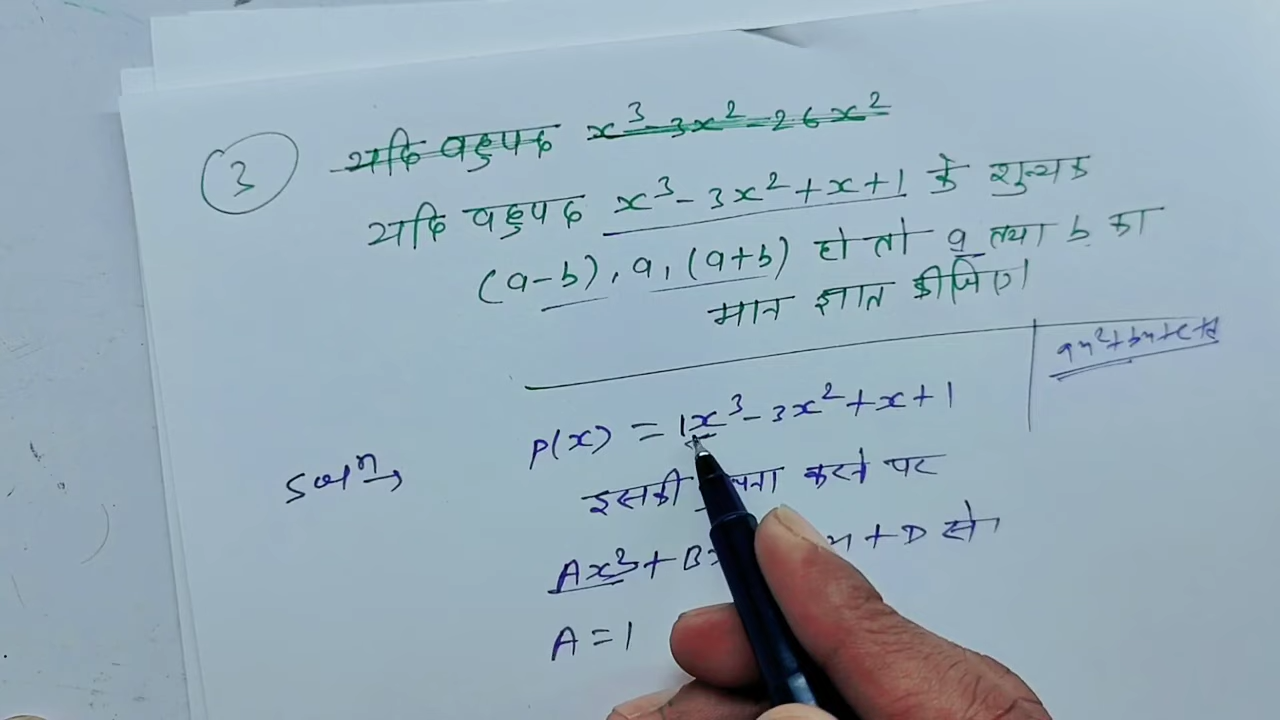 (3) यदि बहुपद x³-3x²-26x²
यदि बहुपद x³-3x²+x+1 के शुन्यक
(a-b), a, (a+b) हो तो a तथा b का
मान ज्ञात कीजिए।
ax²+bx+c+d
Solⁿ→ P(x) = 1x³-3x²+x+1
इसकी करने पर
Ax³+B + D से
A=1